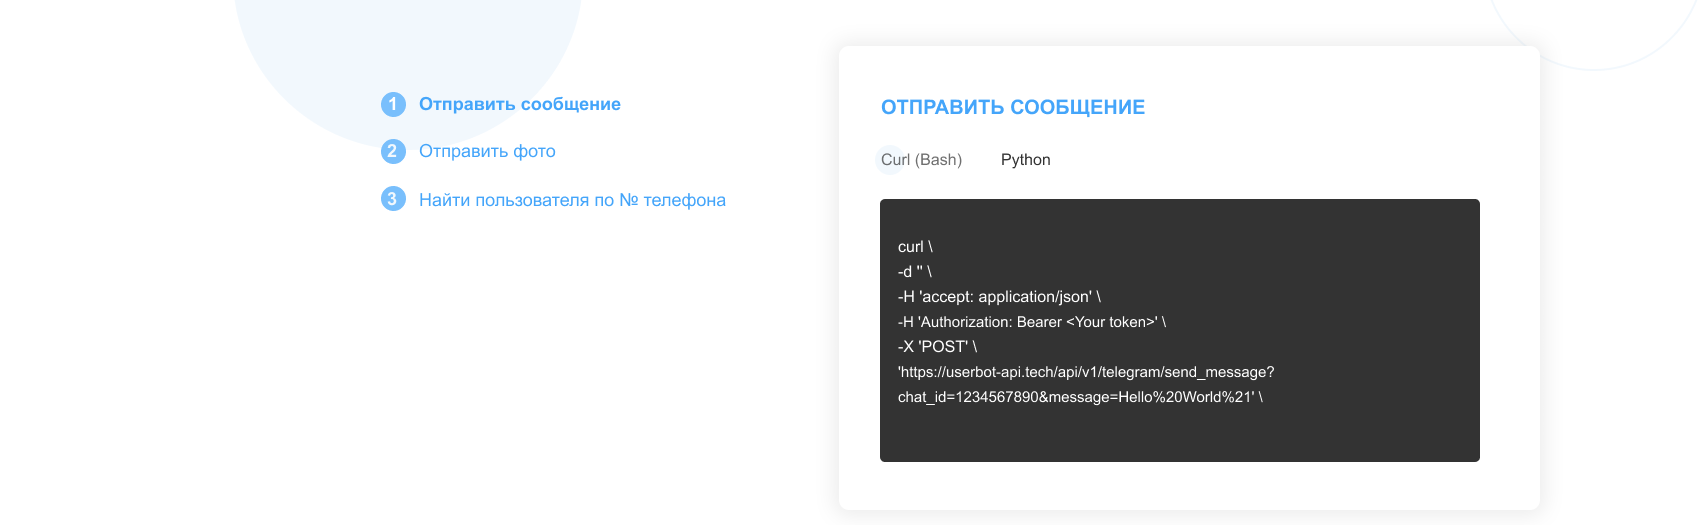 1 Отправить сообщение
2 Отправить фото
3 Найти пользователя по № телефона
ОТПРАВИТЬ СООБЩЕНИЕ
Curl (Bash) Python
curl \
-d '' \
-H 'accept: application/json' \
-H 'Authorization: Bearer <Your token>' \
-X 'POST' \
'https://userbot-api.tech/api/v1/telegram/send_message?
chat_id=1234567890&message=Hello%20World%21' \